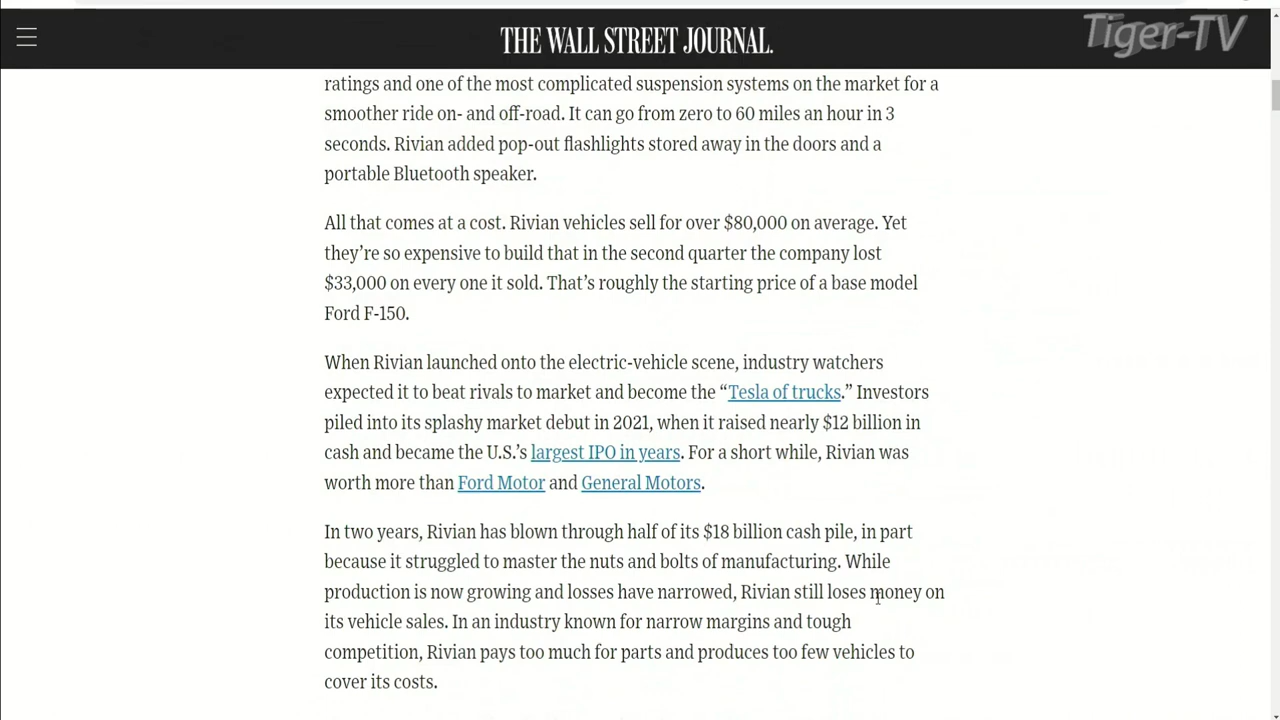 THE WALL STREET JOURNAL.
Tiger-TV
ratings and one of the most complicated suspension systems on the market for a
smoother ride on- and off-road. It can go from zero to 60 miles an hour in 3
seconds. Rivian added pop-out flashlights stored away in the doors and a
portable Bluetooth speaker.
All that comes at a cost. Rivian vehicles sell for over $80,000 on average. Yet
they’re so expensive to build that in the second quarter the company lost
$33,000 on every one it sold. That’s roughly the starting price of a base model
Ford F-150.
When Rivian launched onto the electric-vehicle scene, industry watchers
expected it to beat rivals to market and become the “Tesla of trucks.” Investors
piled into its splashy market debut in 2021, when it raised nearly $12 billion in
cash and became the U.S.’s largest IPO in years. For a short while, Rivian was
worth more than Ford Motor and General Motors.
In two years, Rivian has blown through half of its $18 billion cash pile, in part
because it struggled to master the nuts and bolts of manufacturing. While
production is now growing and losses have narrowed, Rivian still loses money on
its vehicle sales. In an industry known for narrow margins and tough
competition, Rivian pays too much for parts and produces too few vehicles to
cover its costs.